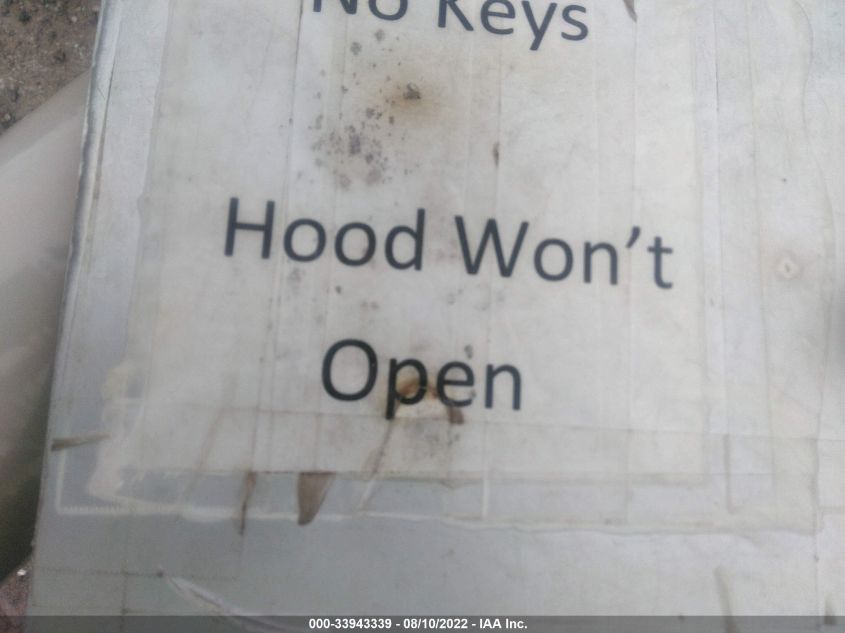 No Keys
Hood Won't
Open
000-33943339 - 08/10/2022 - IAA Inc.